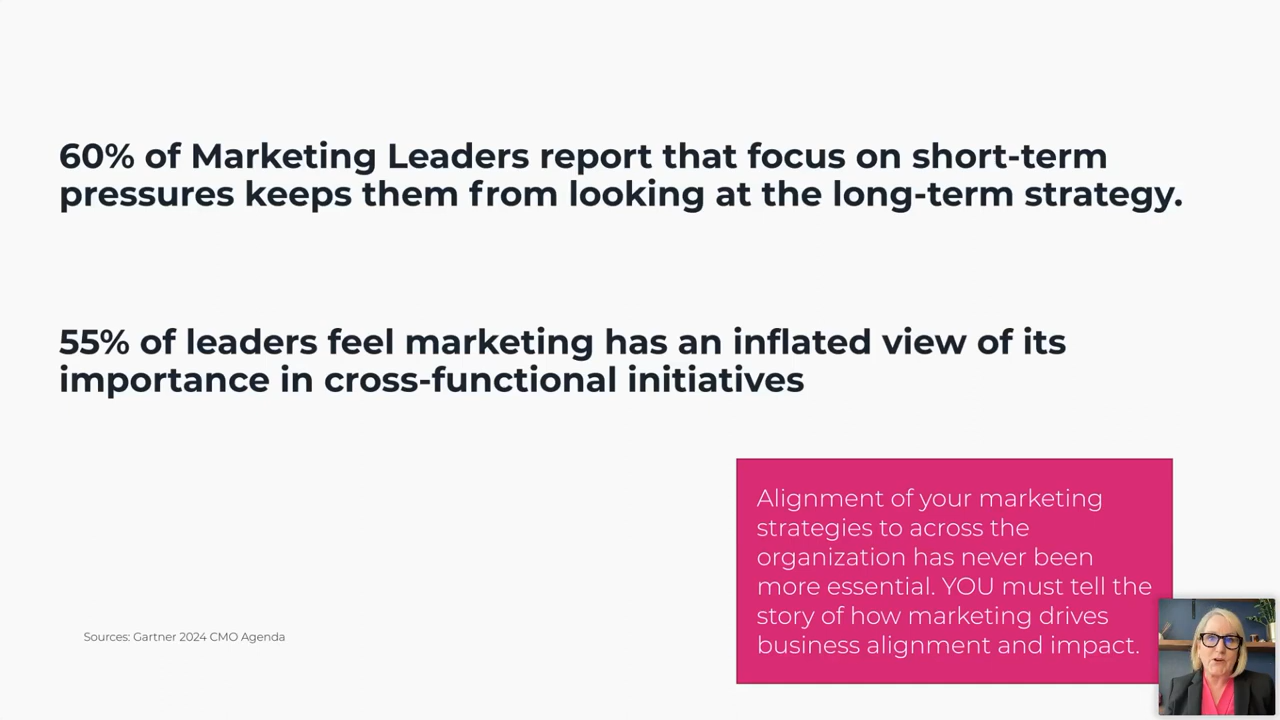 60% of Marketing Leaders report that focus on short-term
pressures keeps them from looking at the long-term strategy.
55% of leaders feel marketing has an inflated view of its
importance in cross-functional initiatives
Alignment of your marketing
strategies to across the
organization has never been
more essential. YOU must tell the
story of how marketing drives
business alignment and impact.
Sources: Gartner 2024 CMO Agenda